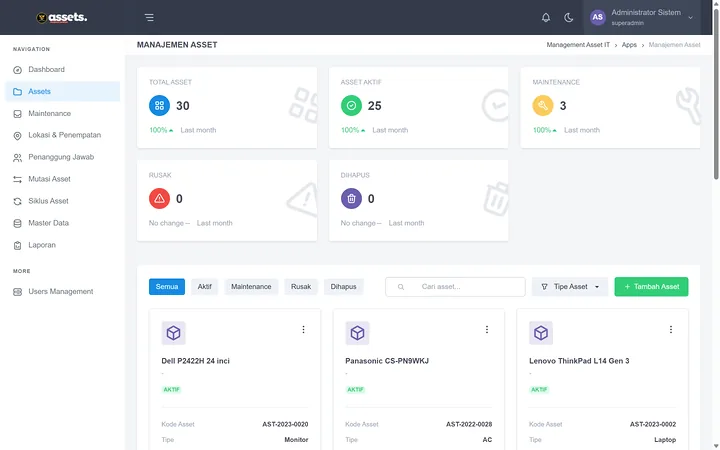 assets.
AS
Administrator Sistem
superadmin
NAVIGATION
Dashboard
Assets
Maintenance
Lokasi & Penempatan
Penanggung Jawab
Mutasi Asset
Siklus Asset
Master Data
Laporan
MORE
Users Management
MANAJEMEN ASSET
Management Asset IT > Apps > Manajemen Asset
TOTAL ASSET
30
100% Last month
ASSET AKTIF
25
100% Last month
MAINTENANCE
3
100% Last month
RUSAK
0
No change – Last month
DIHAPUS
0
No change – Last month
Semua Aktif Maintenance Rusak Dihapus Cari asset... Tipe Asset + Tambah Asset
Dell P2422H 24 inci
-
AKTIF
Kode Asset AST-2023-0020
Tipe Monitor
Panasonic CS-PN9WKJ
-
AKTIF
Kode Asset AST-2022-0028
Tipe AC
Lenovo ThinkPad L14 Gen 3
-
AKTIF
Kode Asset AST-2023-0002
Tipe Laptop